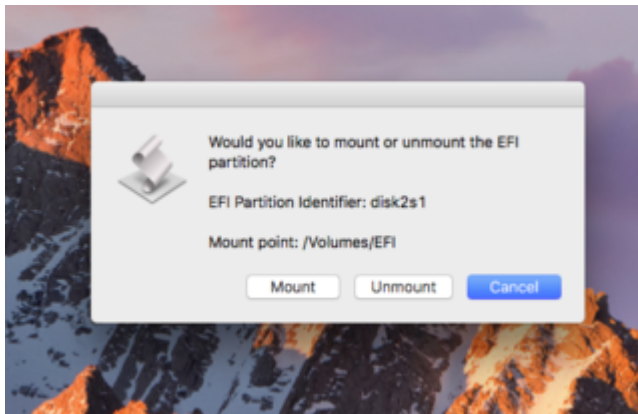 Would you like to mount or unmount the EFI
partition?
EFI Partition Identifier: disk2s1
Mount point: /Volumes/EFI
Mount Unmount Cancel